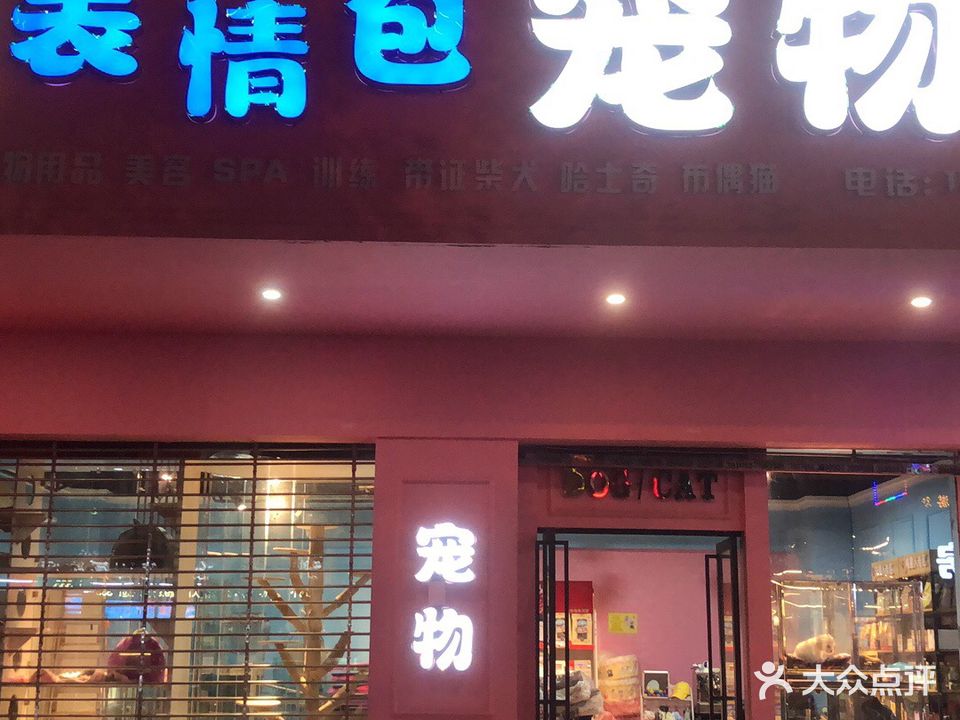 表情包 宠物
物用品 美容 SPA 训练 带证柴犬 哈士奇 布偶猫 电话:
DOG/CAT
宠物
大众点评